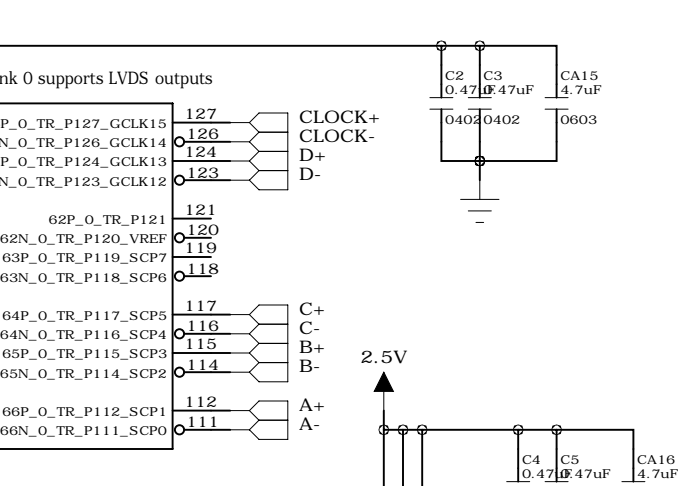 nk 0 supports LVDS outputs
C2 C3 CA15
0.47uF 0.47uF 4.7uF
0402 0402 0603
P_0_TR_P127_GCLK15 127 CLOCK+
N_0_TR_P126_GCLK14 126 CLOCK-
P_0_TR_P124_GCLK13 124 D+
N_0_TR_P123_GCLK12 123 D-
62P_0_TR_P121 121
62N_0_TR_P120_VREF 120
63P_0_TR_P119_SCP7 119
63N_0_TR_P118_SCP6 118
64P_0_TR_P117_SCP5 117 C+
64N_0_TR_P116_SCP4 116 C-
65P_0_TR_P115_SCP3 115 B+
65N_0_TR_P114_SCP2 114 B-
2.5V
66P_0_TR_P112_SCP1 112 A+
66N_0_TR_P111_SCP0 111 A-
C4 C5 CA16
0.47uF 0.47uF 4.7uF